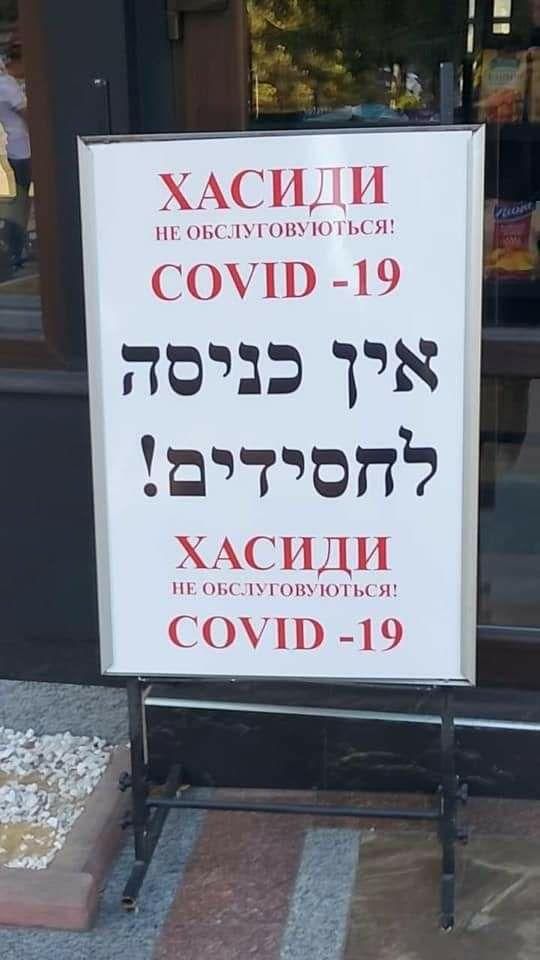 ХАСИДИ
НЕ ОБСЛУГОВУЮТЬСЯ!
COVID -19
אין כניסה
לחסידים!
ХАСИДИ
НЕ ОБСЛУГОВУЮТЬСЯ!
COVID -19